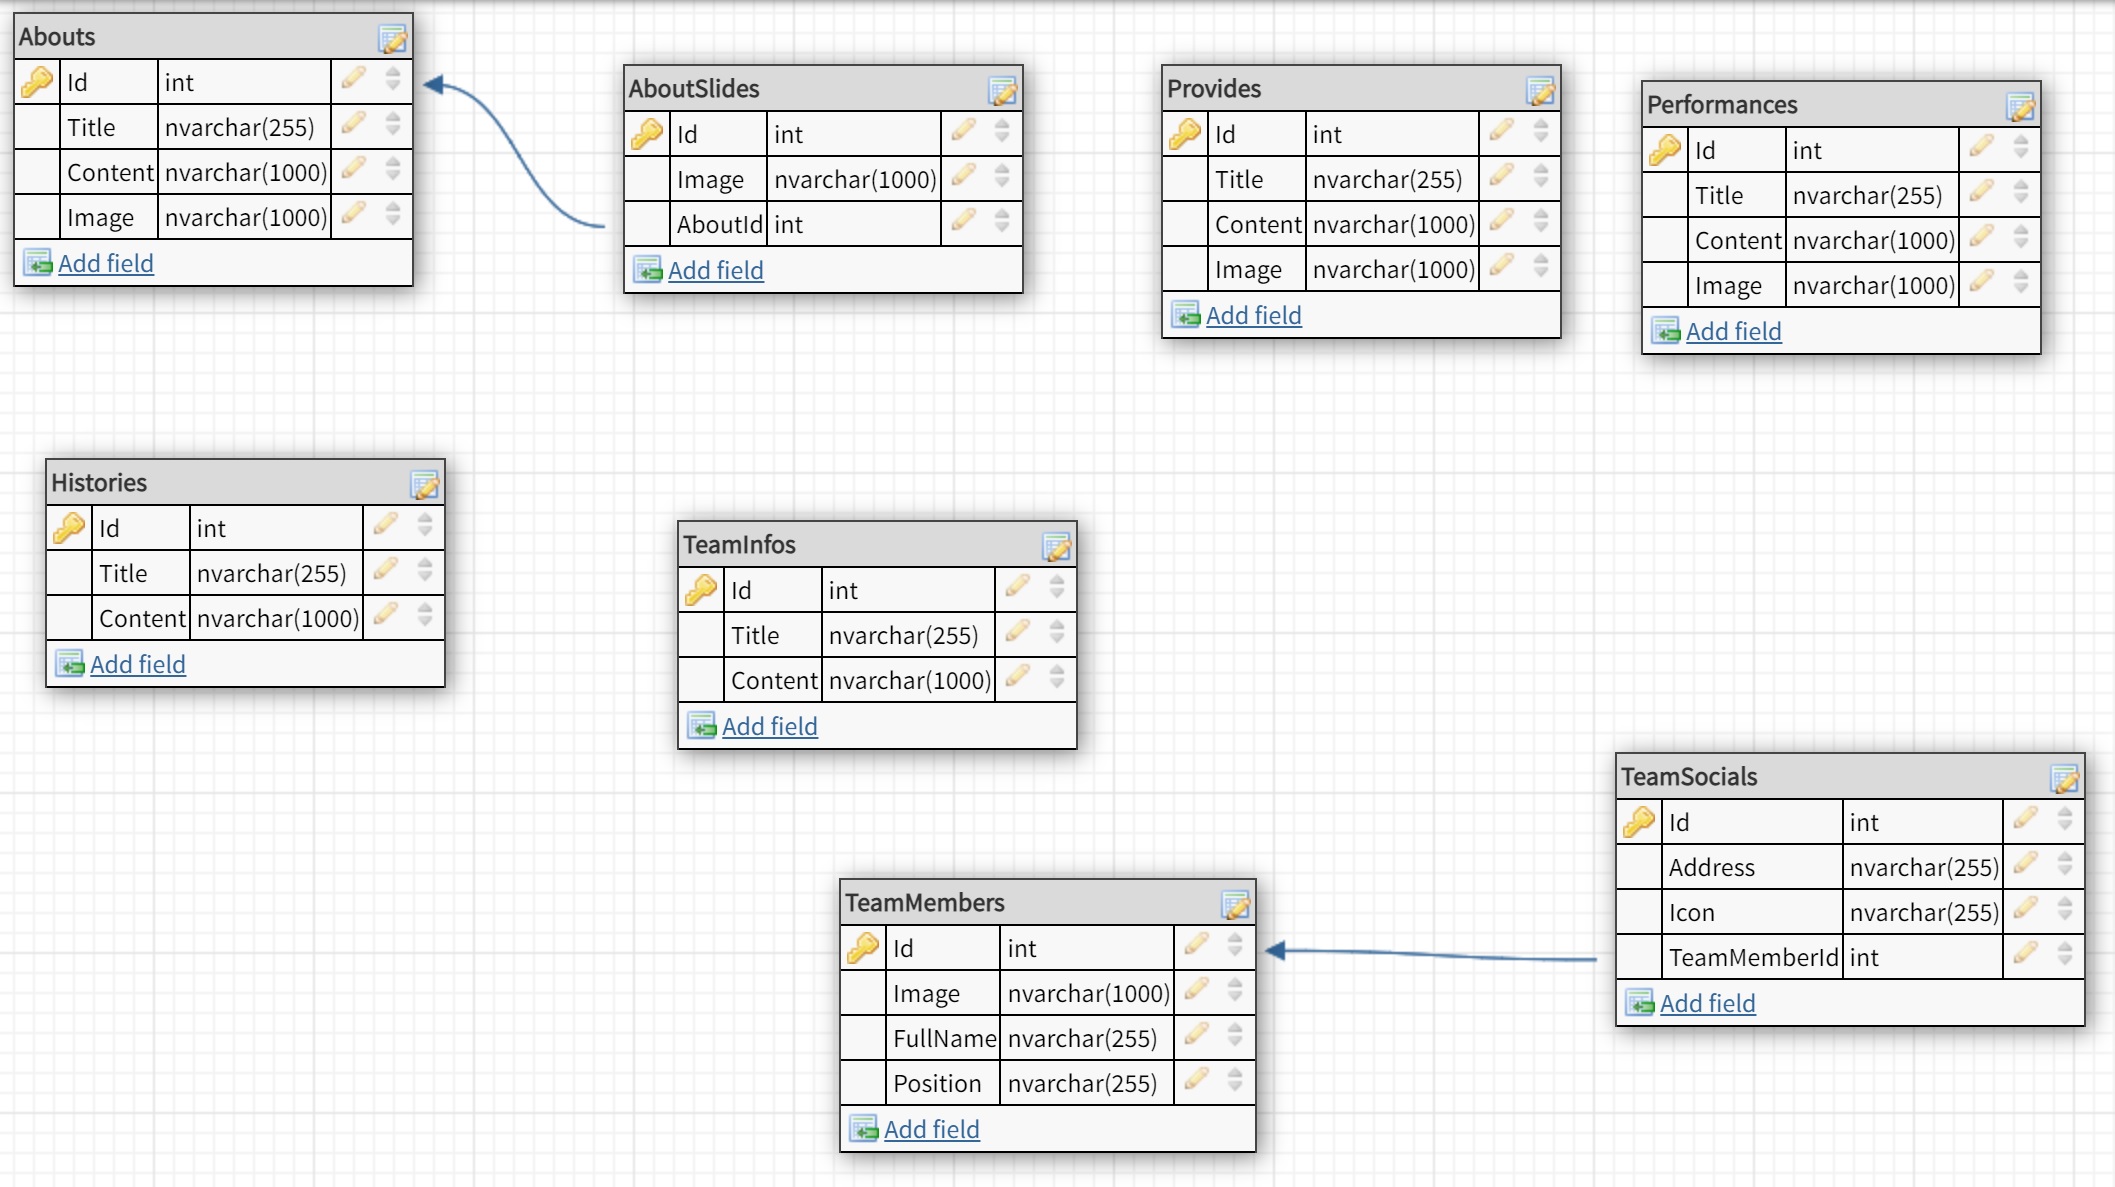 Abouts
Id int
Title nvarchar(255)
Content nvarchar(1000)
Image nvarchar(1000)
Add field
AboutSlides
Id int
Image nvarchar(1000)
AboutId int
Add field
Provides
Id int
Title nvarchar(255)
Content nvarchar(1000)
Image nvarchar(1000)
Add field
Performances
Id int
Title nvarchar(255)
Content nvarchar(1000)
Image nvarchar(1000)
Add field
Histories
Id int
Title nvarchar(255)
Content nvarchar(1000)
Add field
TeamInfos
Id int
Title nvarchar(255)
Content nvarchar(1000)
Add field
TeamSocials
Id int
Address nvarchar(255)
Icon nvarchar(255)
TeamMemberId int
Add field
TeamMembers
Id int
Image nvarchar(1000)
FullName nvarchar(255)
Position nvarchar(255)
Add field